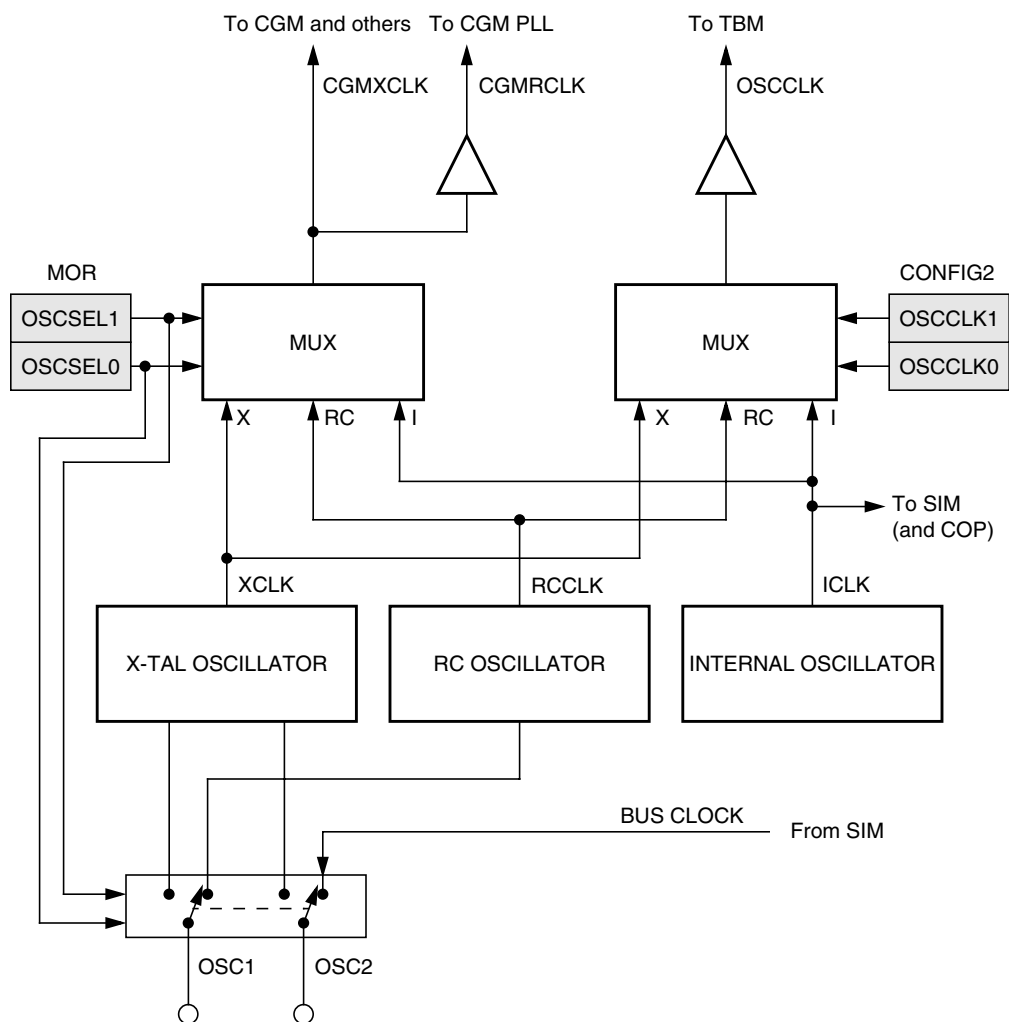 To CGM and others
To CGM PLL
To TBM
CGMXCLK
CGMRCLK
OSCCLK
MOR
CONFIG2
OSCSEL1
MUX
MUX
OSCCLK1
OSCSEL0
OSCCLK0
X
RC
I
X
RC
I
To SIM
(and COP)
XCLK
RCCLK
ICLK
X-TAL OSCILLATOR
RC OSCILLATOR
INTERNAL OSCILLATOR
BUS CLOCK
From SIM
OSC1
OSC2